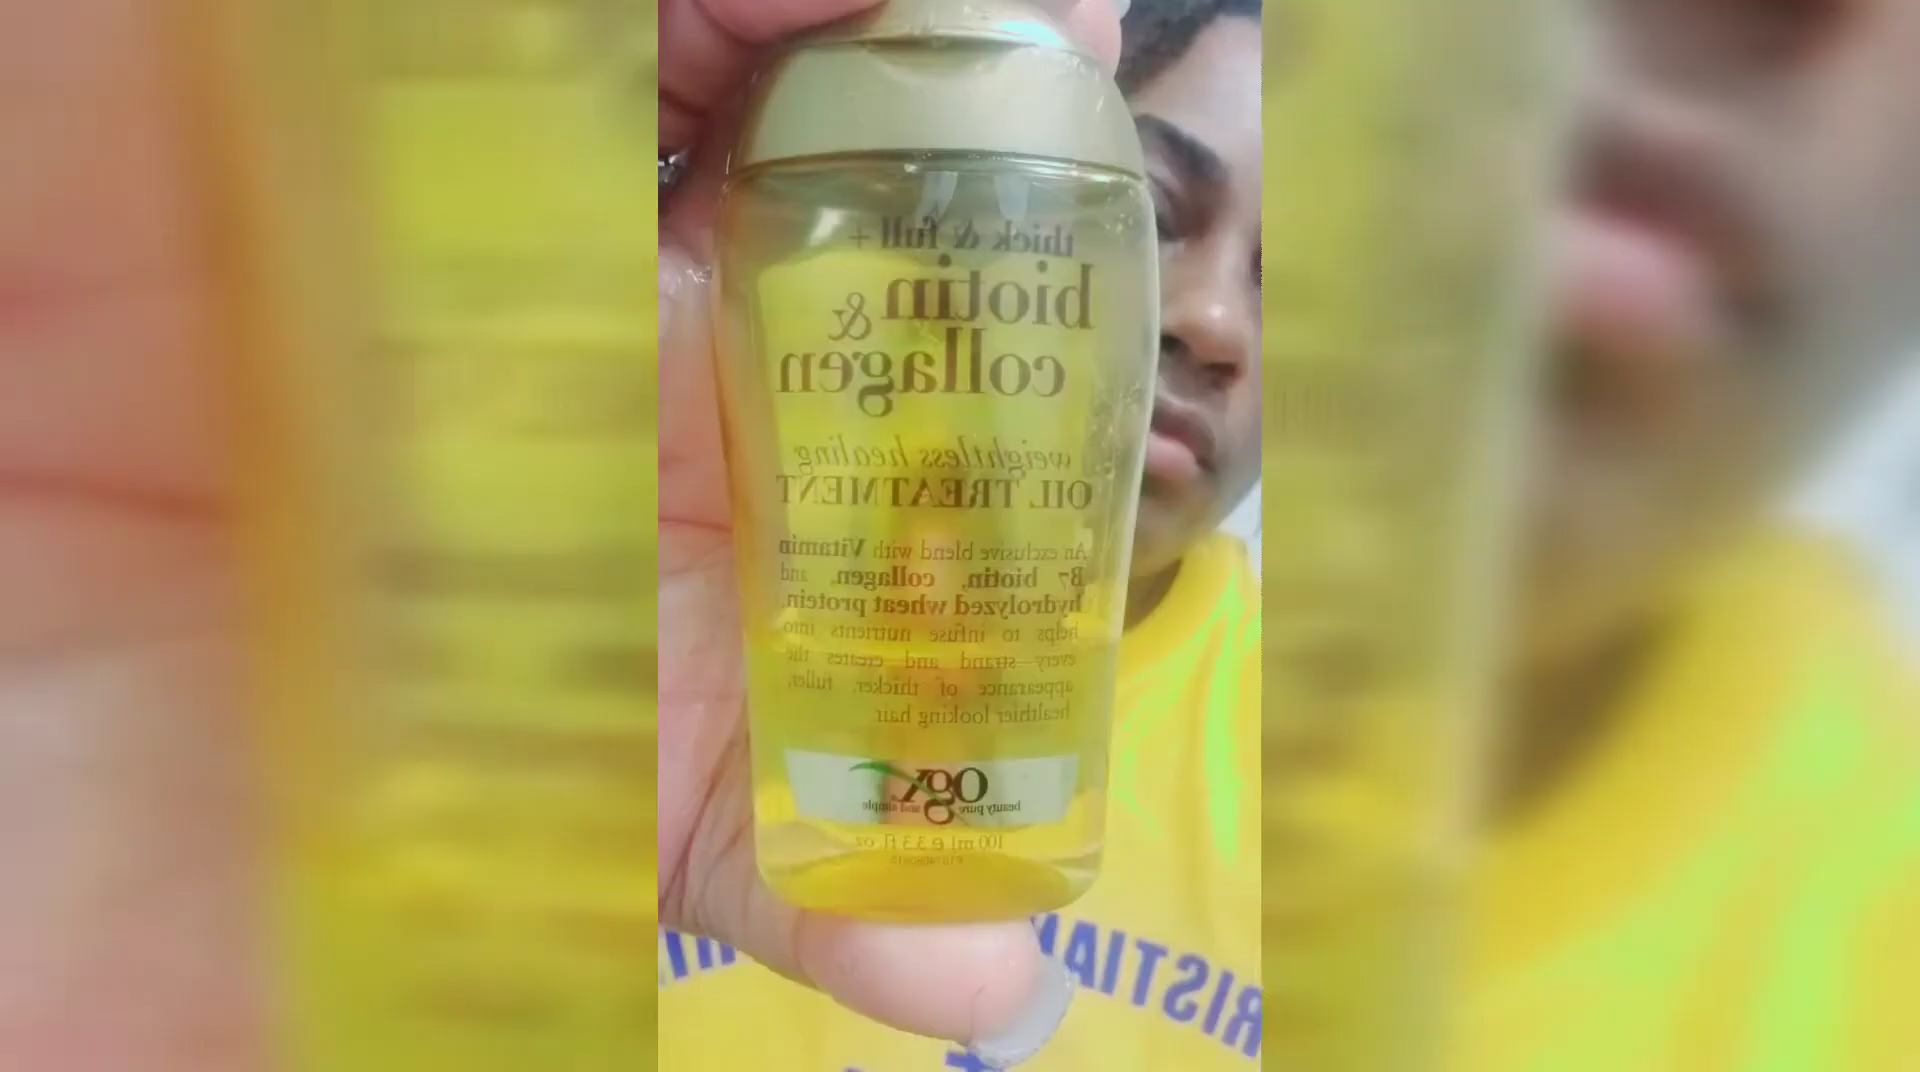 thick & full +
biotin &
collagen
weightless healing
OIL TREATMENT
An exclusive blend with Vitamin
B7 biotin, collagen, and
hydrolyzed wheat protein,
helps to infuse nutrients into
every strand and creates the
appearance of thicker, fuller,
healthier looking hair
ogx
beauty pure and simple
100 ml e 3.3 fl oz
RISTIAN